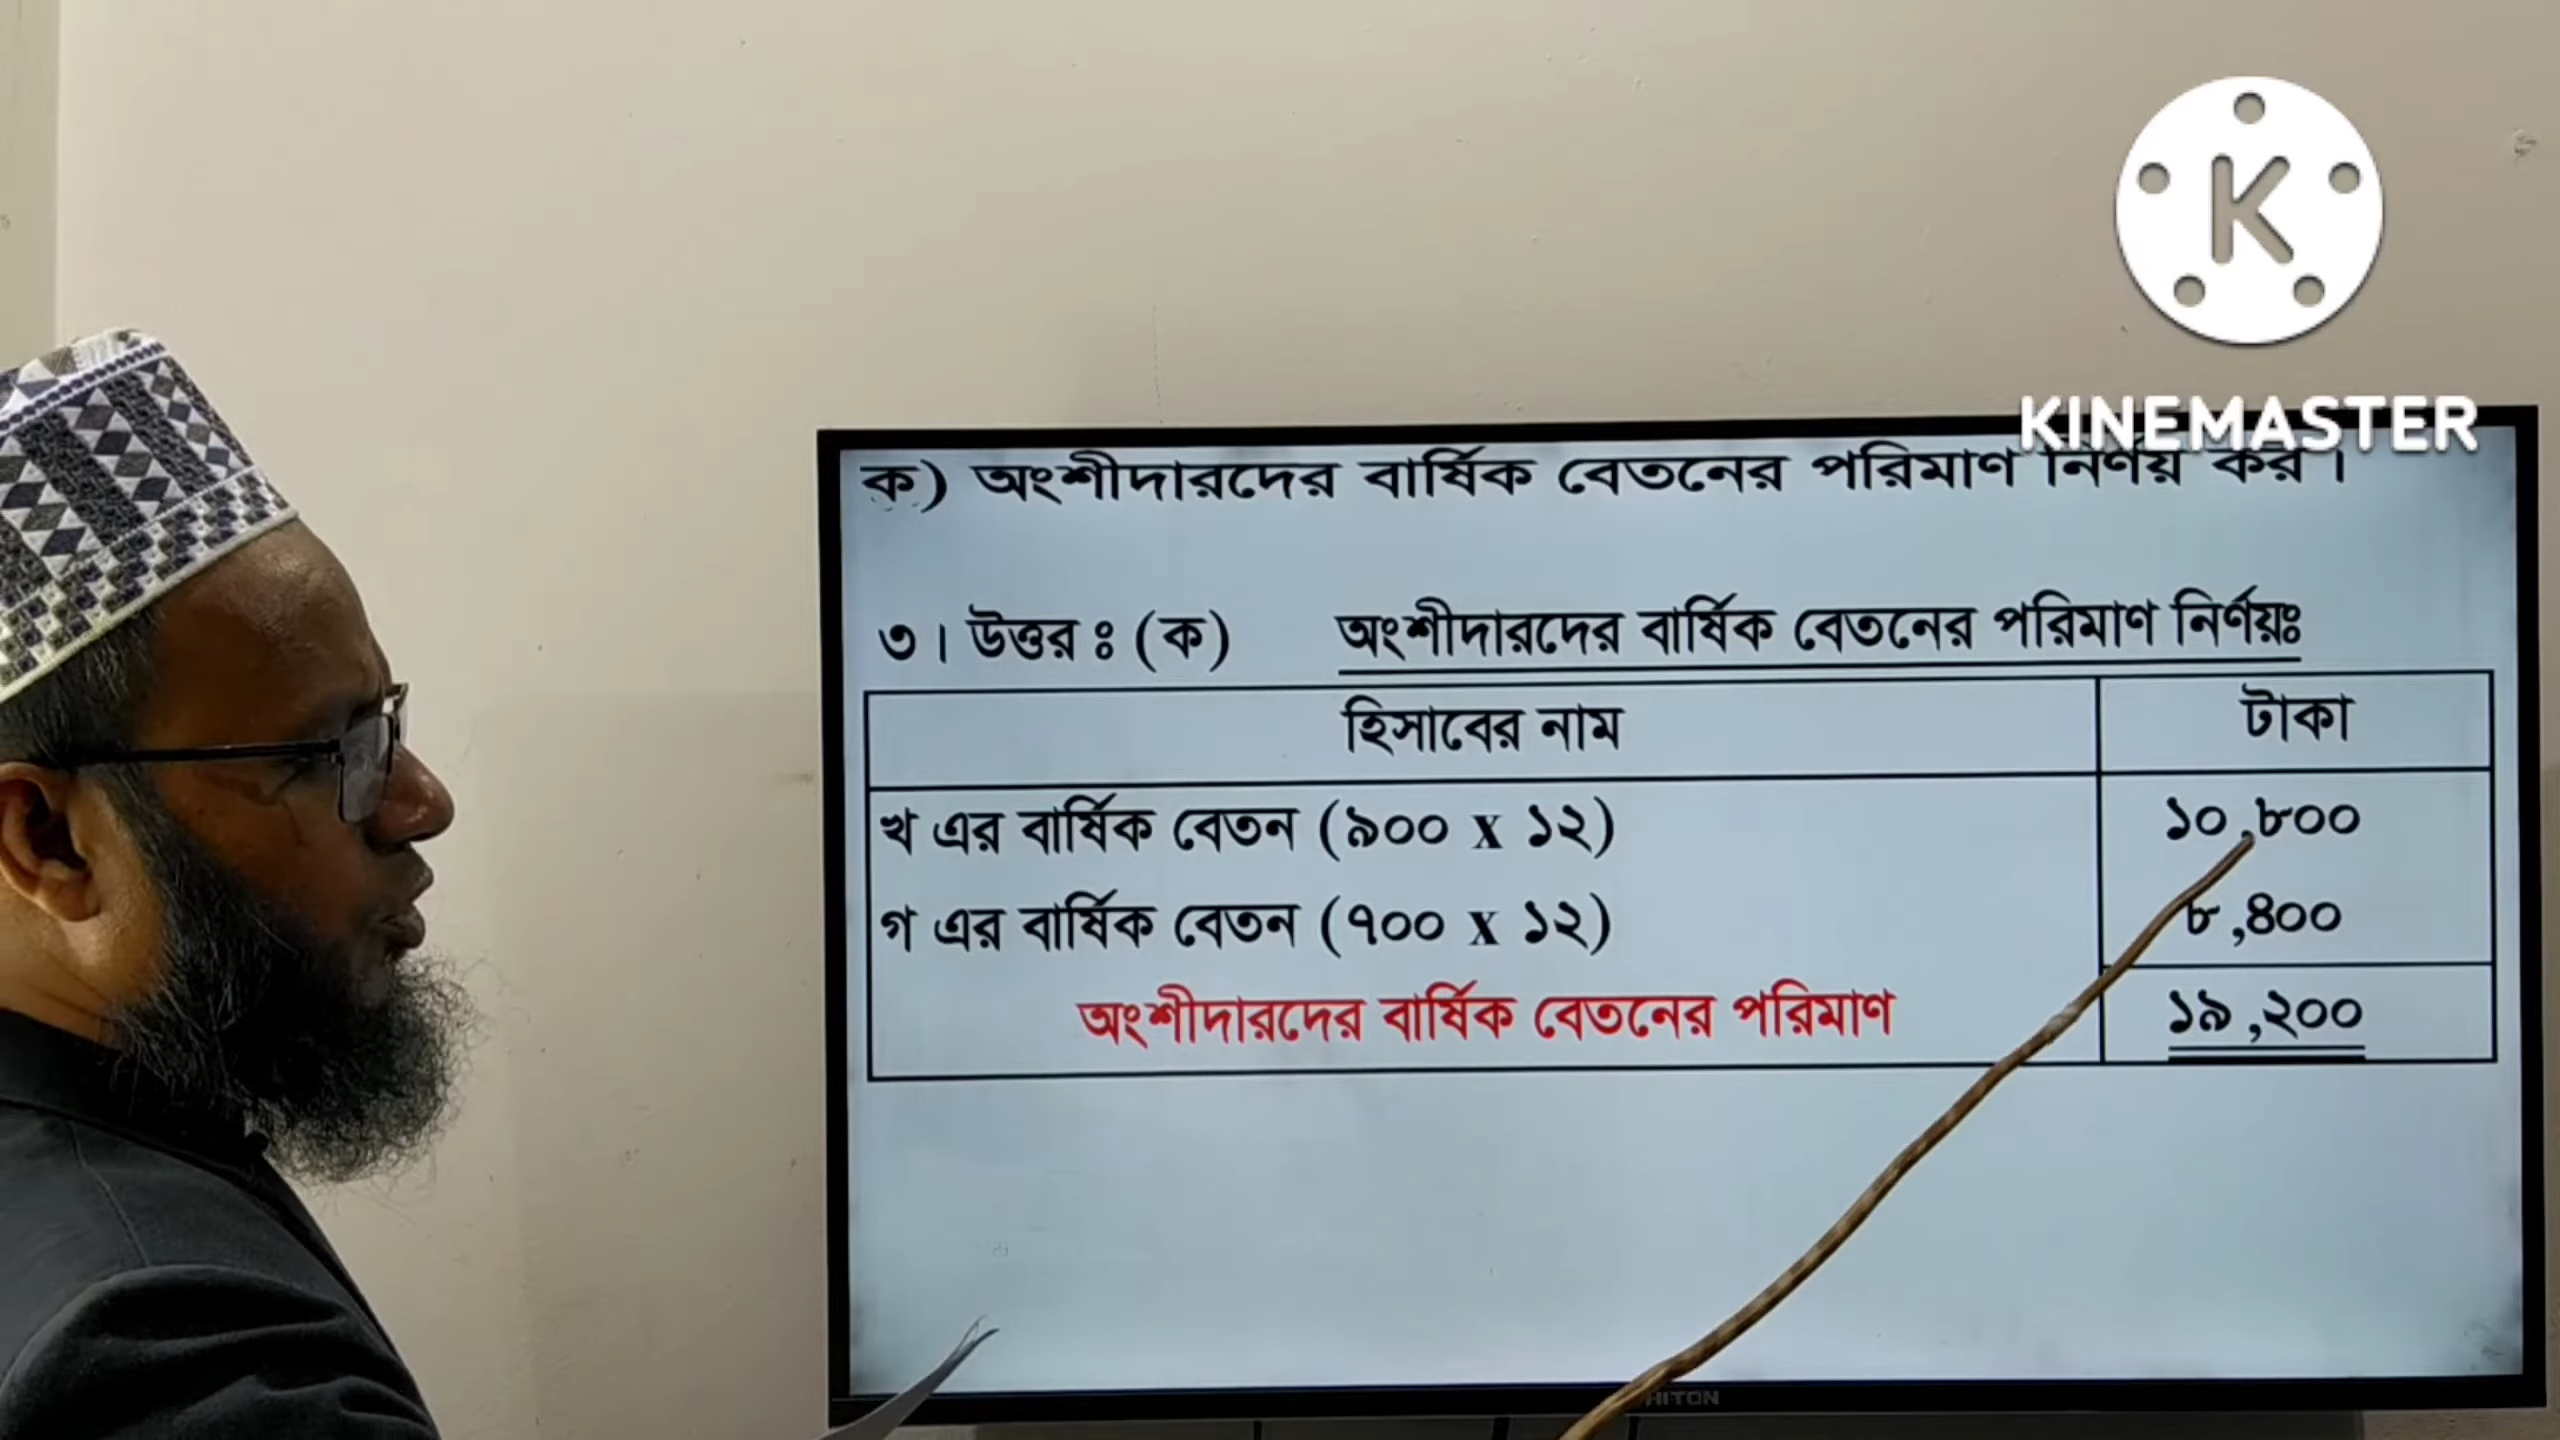 K
KINEMASTER
ক) অংশীদারদের বার্ষিক বেতনের পরিমাণ নির্ণয় কর।
৩। উত্তর ঃ (ক) অংশীদারদের বার্ষিক বেতনের পরিমাণ নির্ণয়ঃ
হিসাবের নাম টাকা
খ এর বার্ষিক বেতন (৯০০ x ১২) ১০,৮০০
গ এর বার্ষিক বেতন (৭০০ x ১২) ৮,৪০০
অংশীদারদের বার্ষিক বেতনের পরিমাণ ১৯,২০০